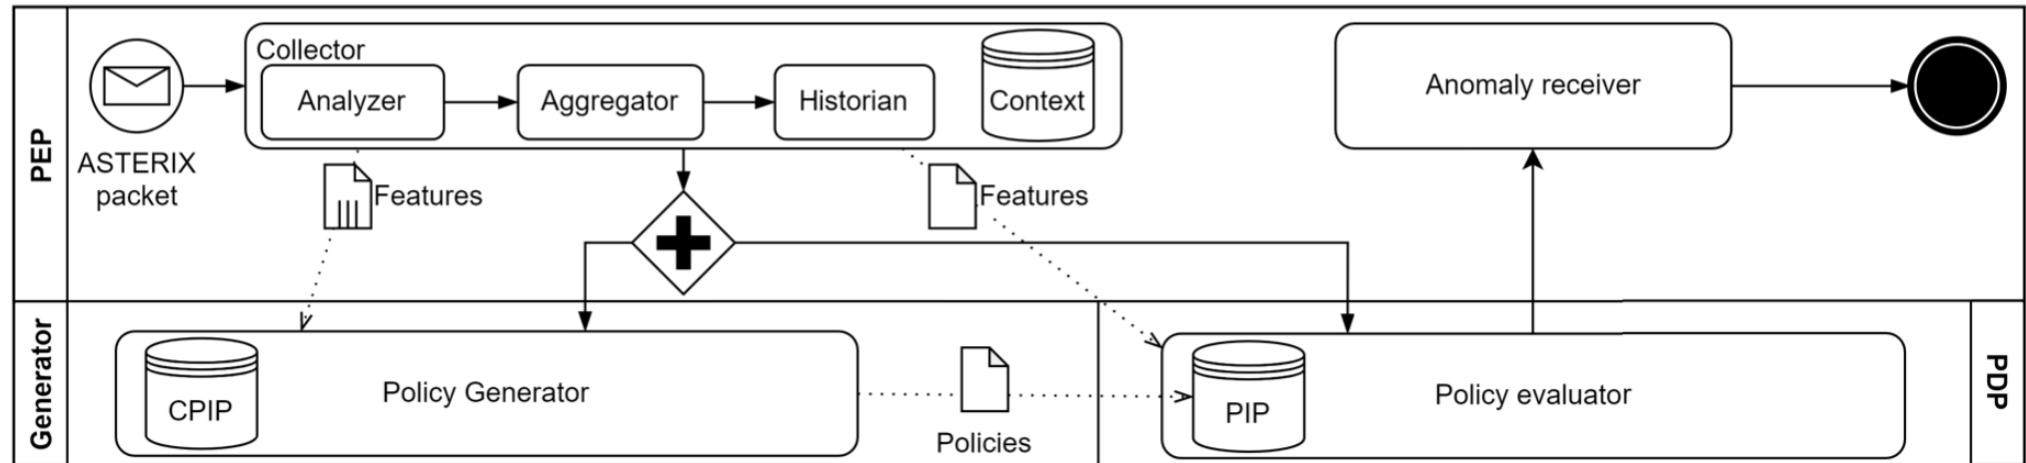 PEP
ASTERIX
packet
Collector
Analyzer
Aggregator
Historian
Context
Anomaly receiver
Features
Features
Generator
CPIP
Policy Generator
Policies
PIP
Policy evaluator
PDP